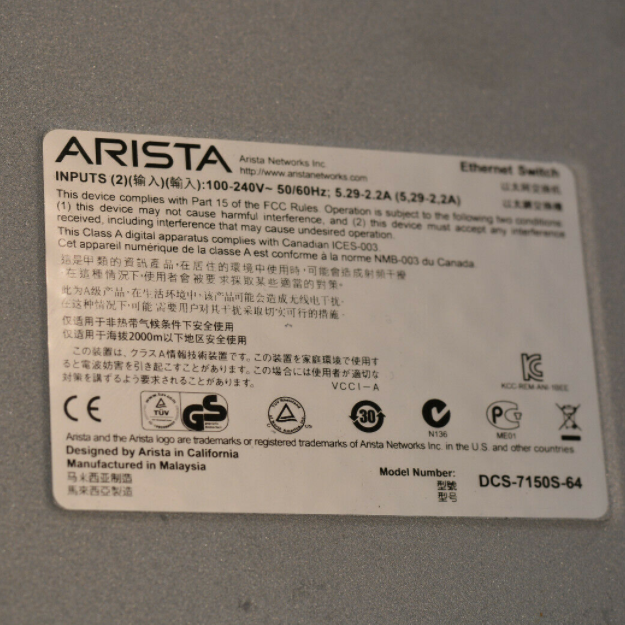 ARISTA
Arista Networks Inc.
http://www.aristanetworks.com
Ethernet Switch
以太网交换机
以太網交換機
INPUTS (2)(输入)(輸入):100-240V~ 50/60Hz; 5.29-2.2A (5,29-2,2A)
This device complies with Part 15 of the FCC Rules. Operation is subject to the following two conditions:
(1) this device may not cause harmful interference, and (2) this device must accept any interference
received, including interference that may cause undesired operation.
This Class A digital apparatus complies with Canadian ICES-003.
Cet appareil numérique de la classe A est conforme à la norme NMB-003 du Canada.
這是甲類的資訊產品,在居住的環境中使用時,可能會造成射頻干擾
,在這種情況下,使用者會被要求採取某些適當的對策.
此为A级产品,在生活环境中,该产品可能会造成无线电干扰.
在这种情况下,可能需要用户对其干扰采取切实可行的措施.
仅适用于非热带气候条件下安全使用
仅适用于海拔2000m以下地区安全使用
この装置は、クラスA情報技術装置です。この装置を家庭環境で使用す
ると電波妨害を引き起こすことがあります。この場合には使用者が適切な
対策を講ずるよう要求されることがあります。 VCCI-A
CE
TÜV
GS
30
N136
PG
ME01
Arista and the Arista logo are trademarks or registered trademarks of Arista Networks Inc. in the U.S. and other countries.
Designed by Arista in California
Manufactured in Malaysia
马来西亚制造
馬來西亞製造
Model Number:
型號
型号
DCS-7150S-64